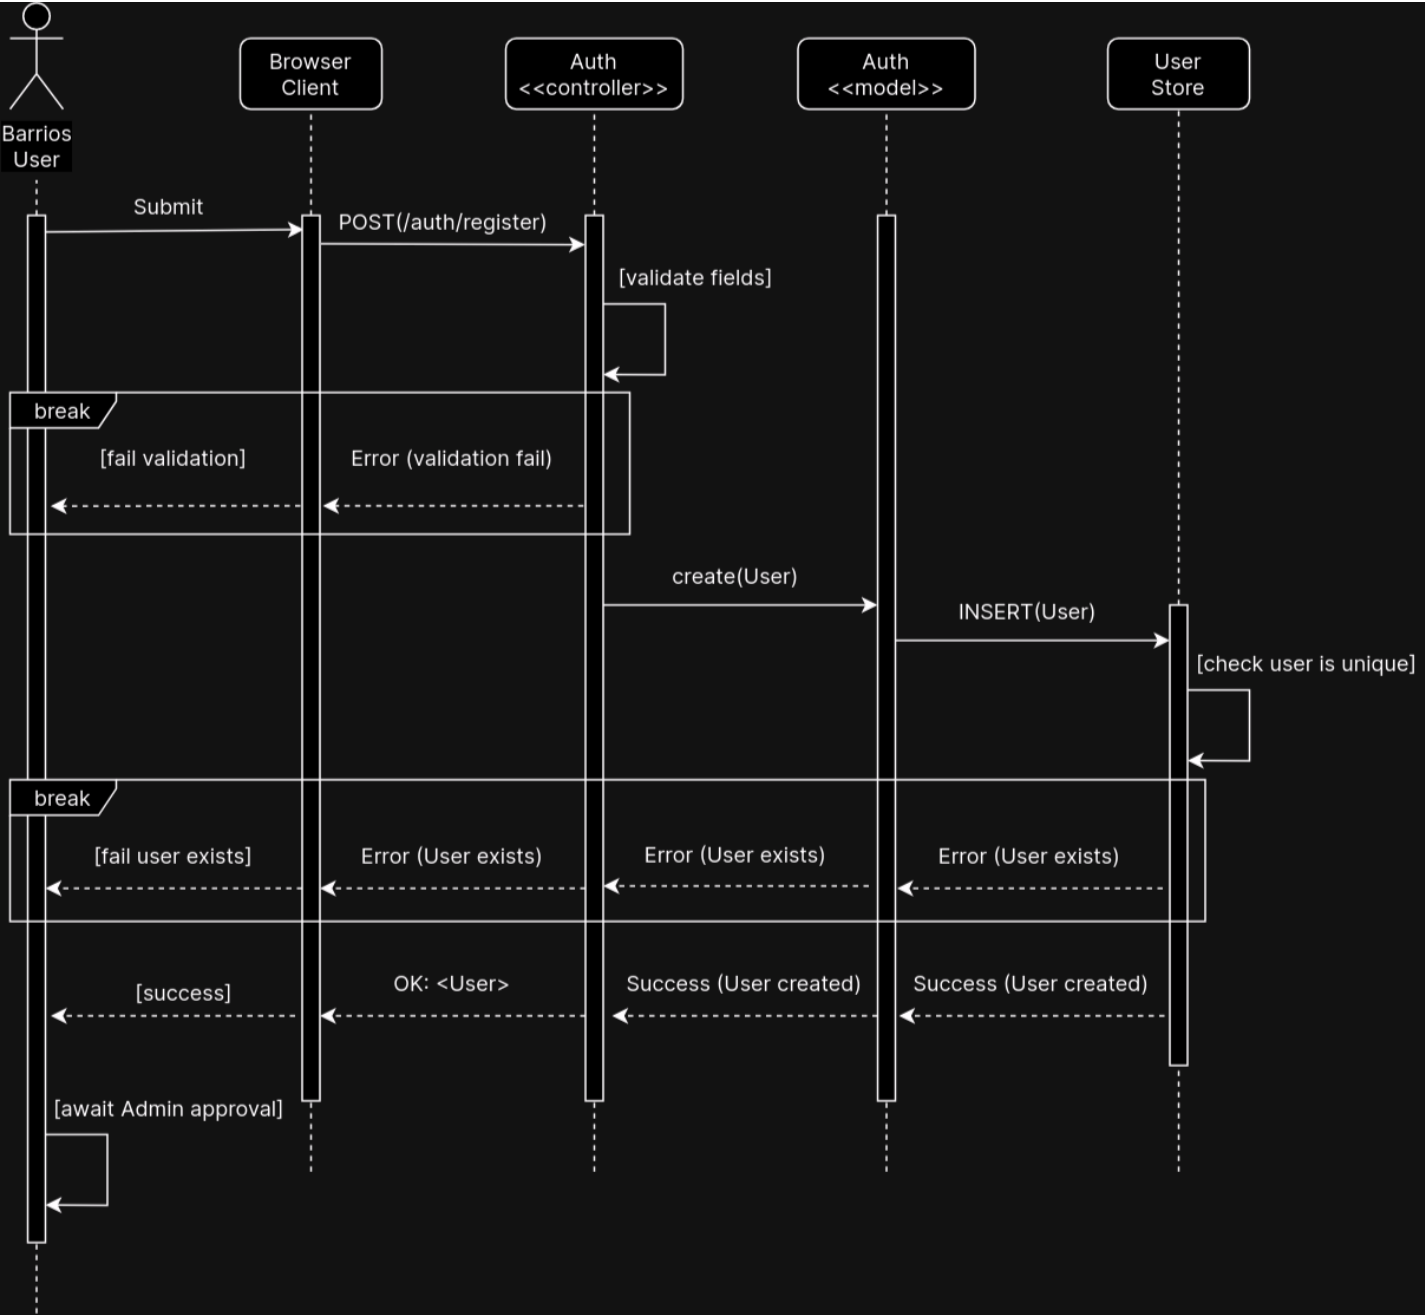 Browser
Client
Auth
<<controller>>
Auth
<<model>>
User
Store
Barrios
User
Submit
POST(/auth/register)
[validate fields]
break
[fail validation]
Error (validation fail)
create(User)
INSERT(User)
[check user is unique]
break
[fail user exists]
Error (User exists)
Error (User exists)
Error (User exists)
[success]
OK: <User>
Success (User created)
Success (User created)
[await Admin approval]